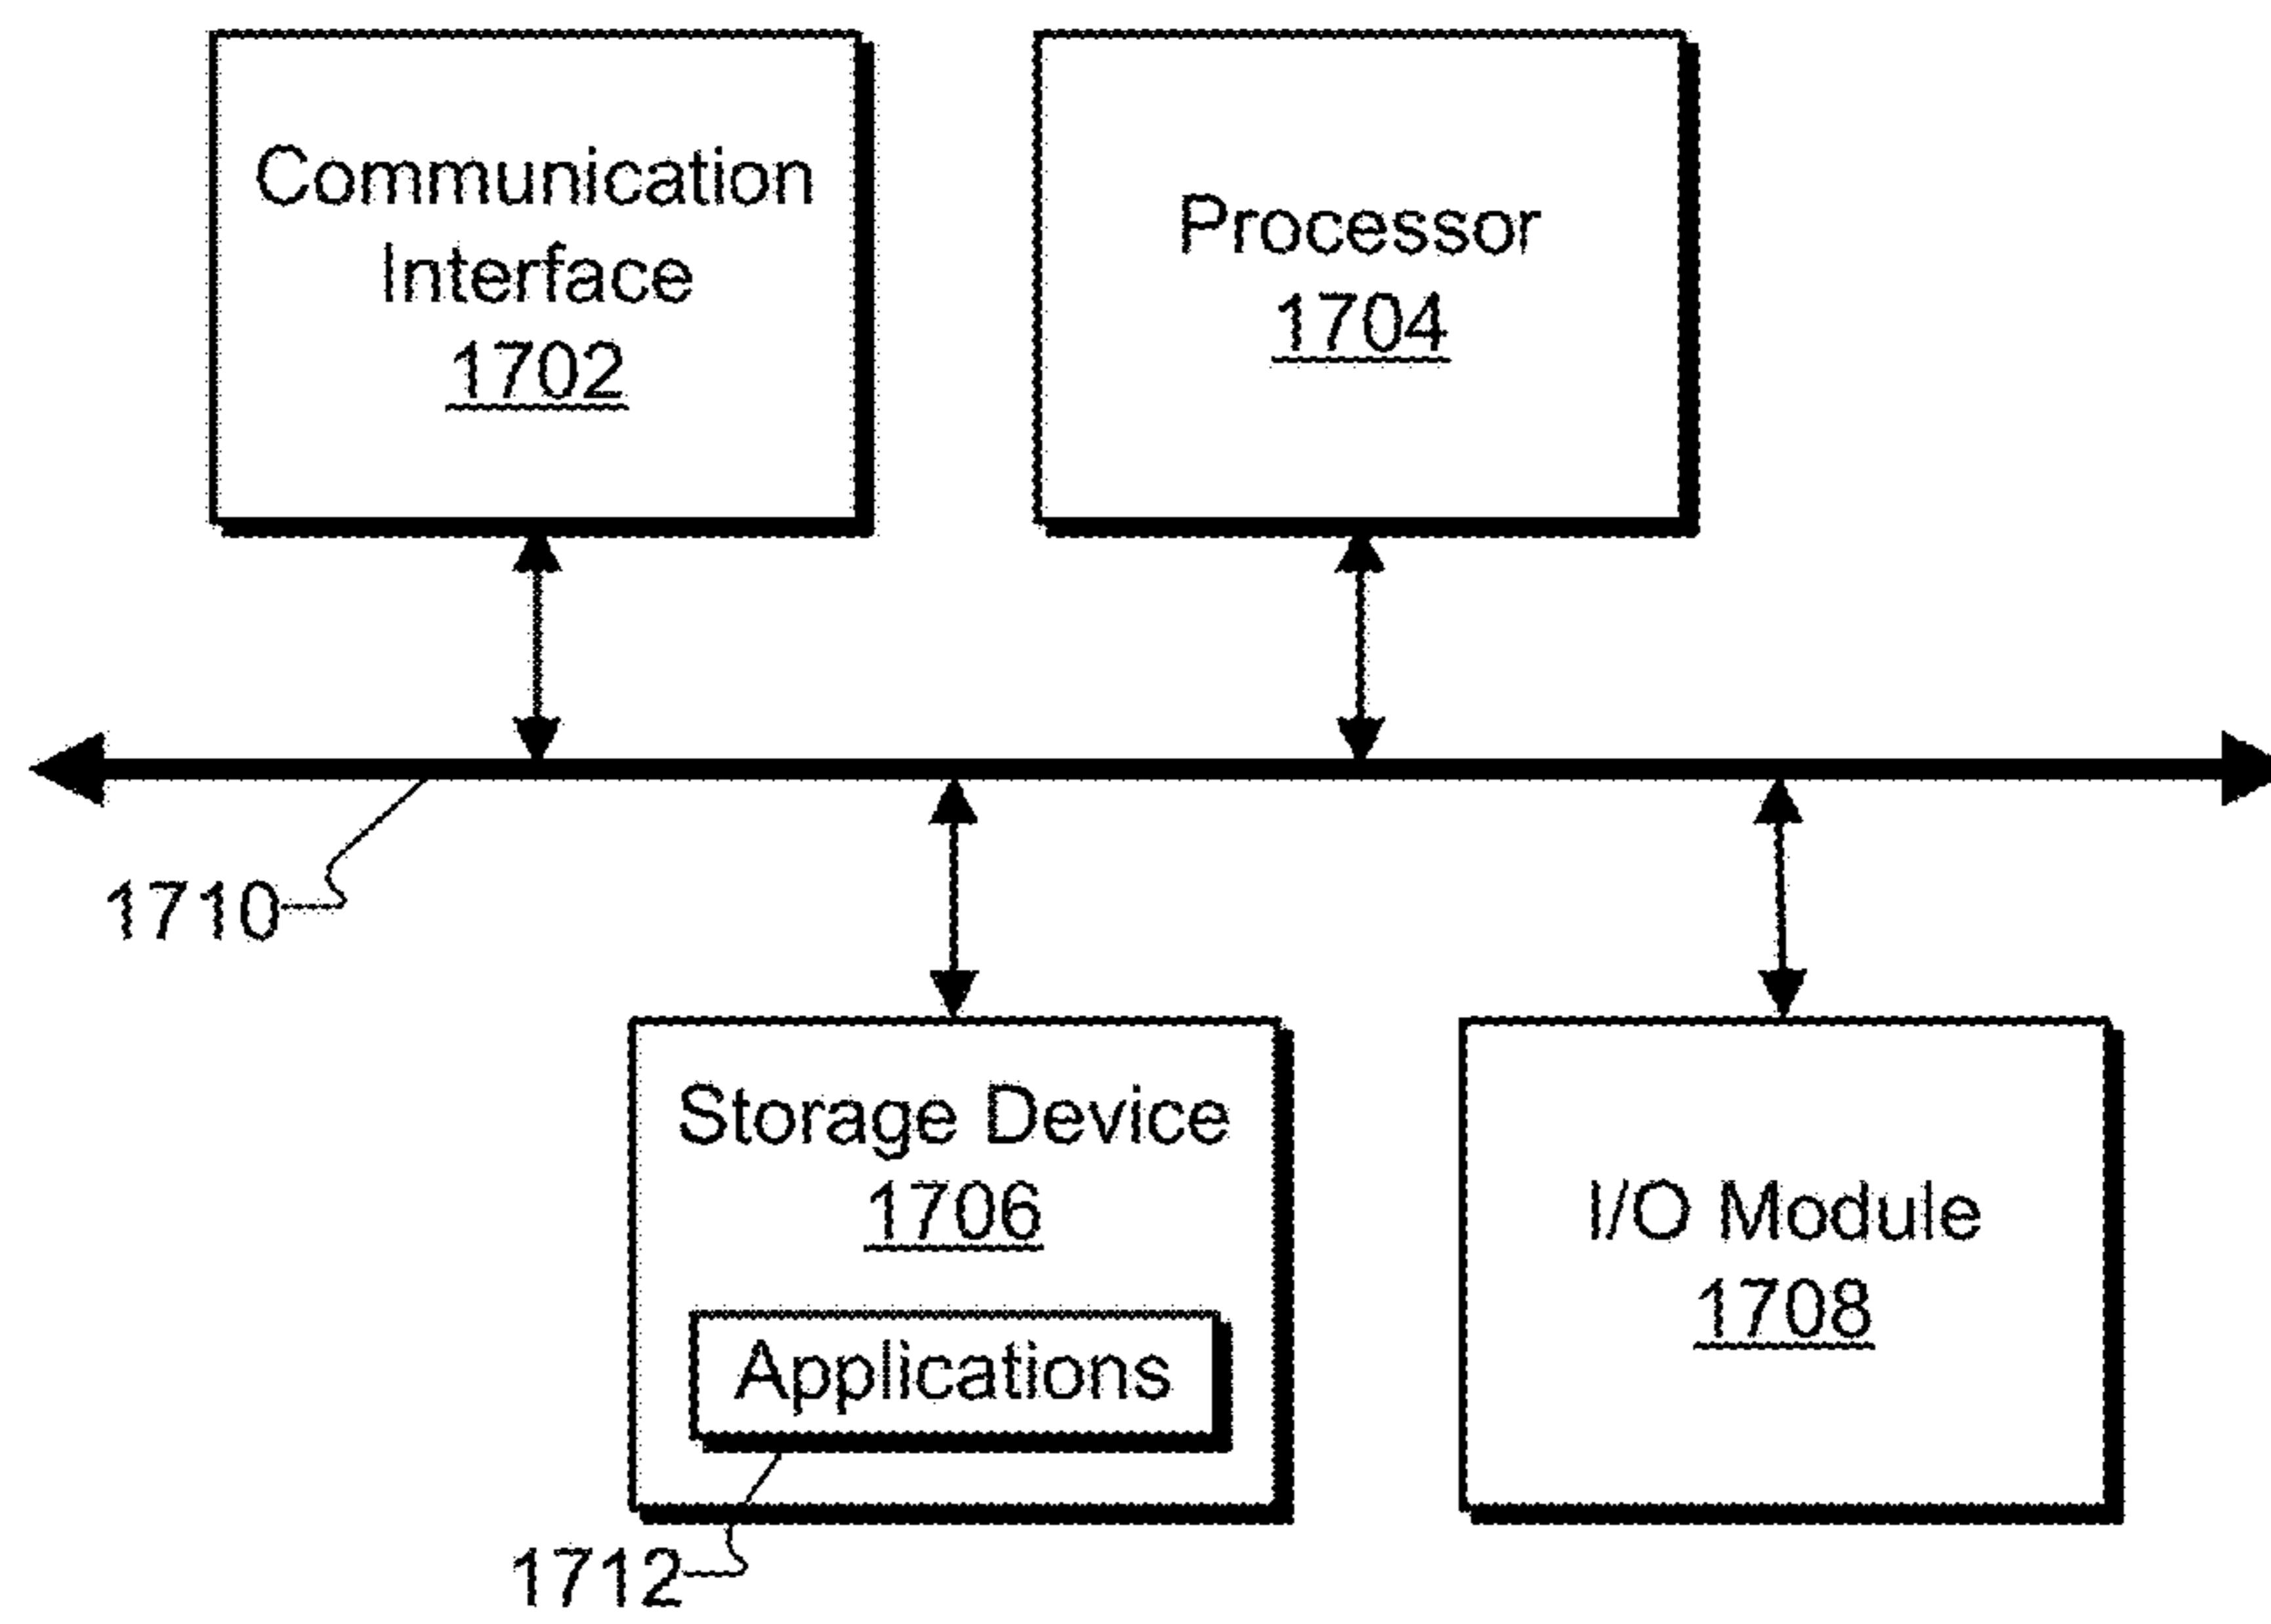 Communication
Interface
1702
Processor
1704
1710
Storage Device
1706
Applications
1712
I/O Module
1708